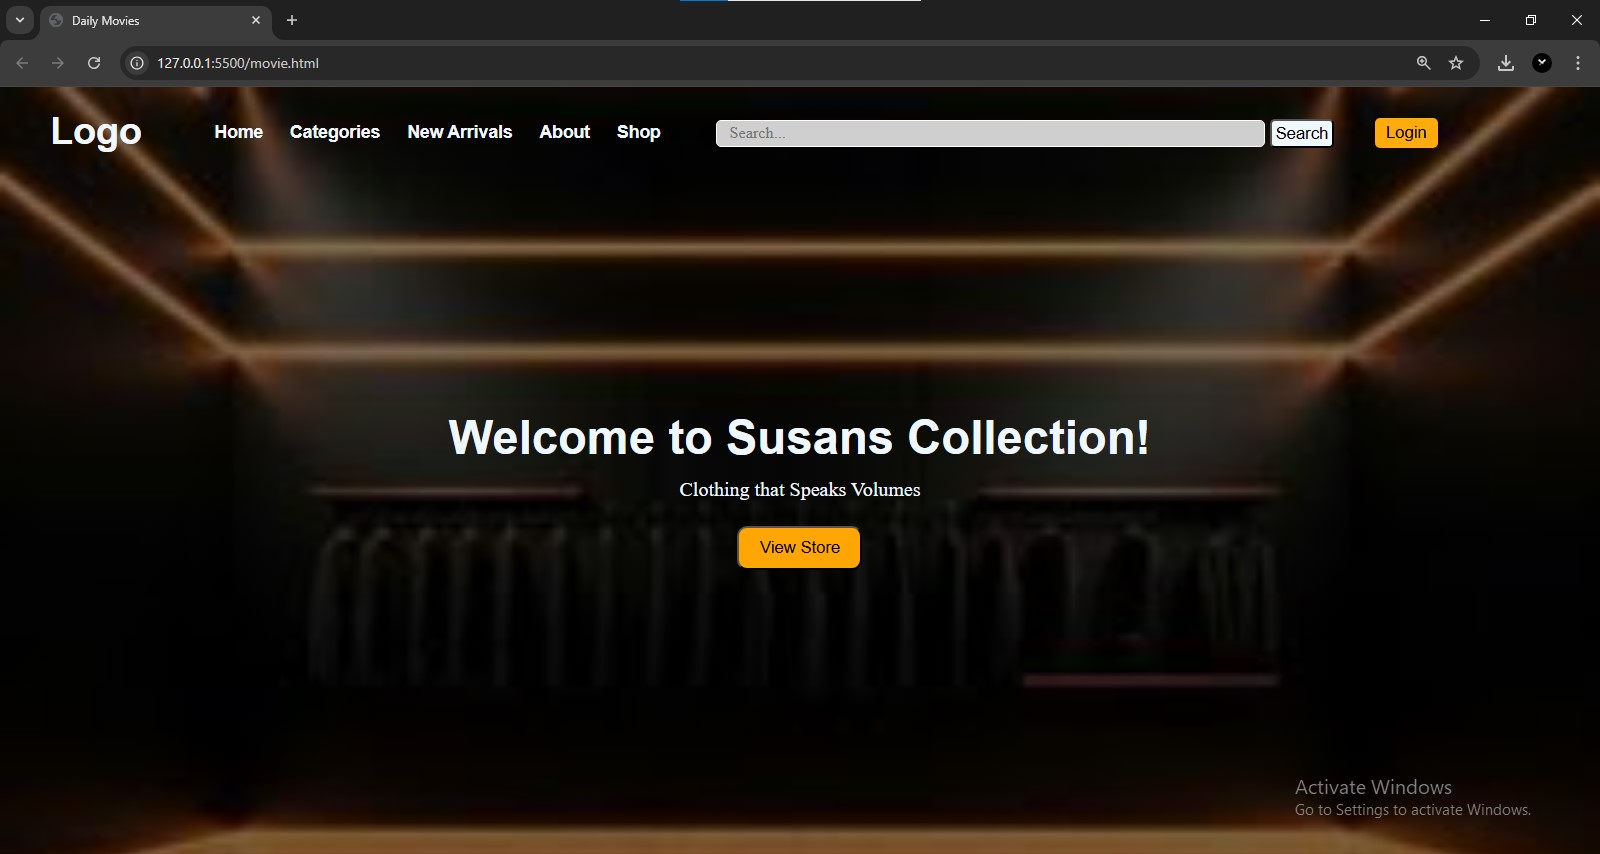 Daily Movies
127.0.0.1:5500/movie.html
Logo Home Categories New Arrivals About Shop Search... Search Login
Welcome to Susans Collection!
Clothing that Speaks Volumes
View Store
Activate Windows
Go to Settings to activate Windows.